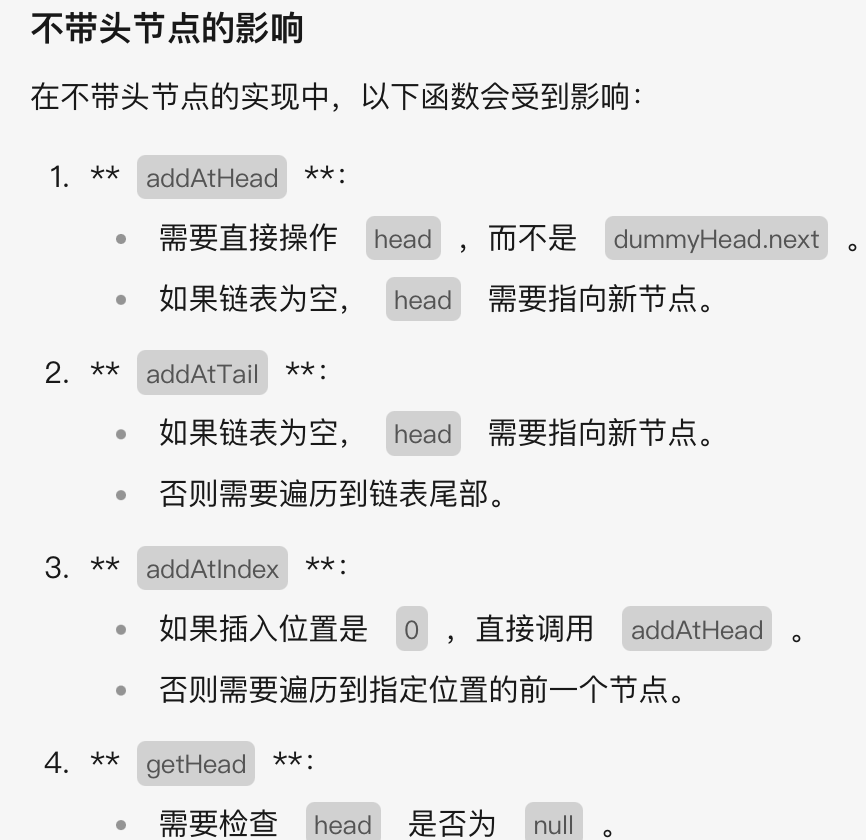 不带头节点的影响
在不带头节点的实现中，以下函数会受到影响：
1. ** addAtHead **：
• 需要直接操作 head ，而不是 dummyHead.next 。
• 如果链表为空， head 需要指向新节点。
2. ** addAtTail **：
• 如果链表为空， head 需要指向新节点。
• 否则需要遍历到链表尾部。
3. ** addAtIndex **：
• 如果插入位置是 0 ，直接调用 addAtHead 。
• 否则需要遍历到指定位置的前一个节点。
4. ** getHead **：
• 需要检查 head 是否为 null 。